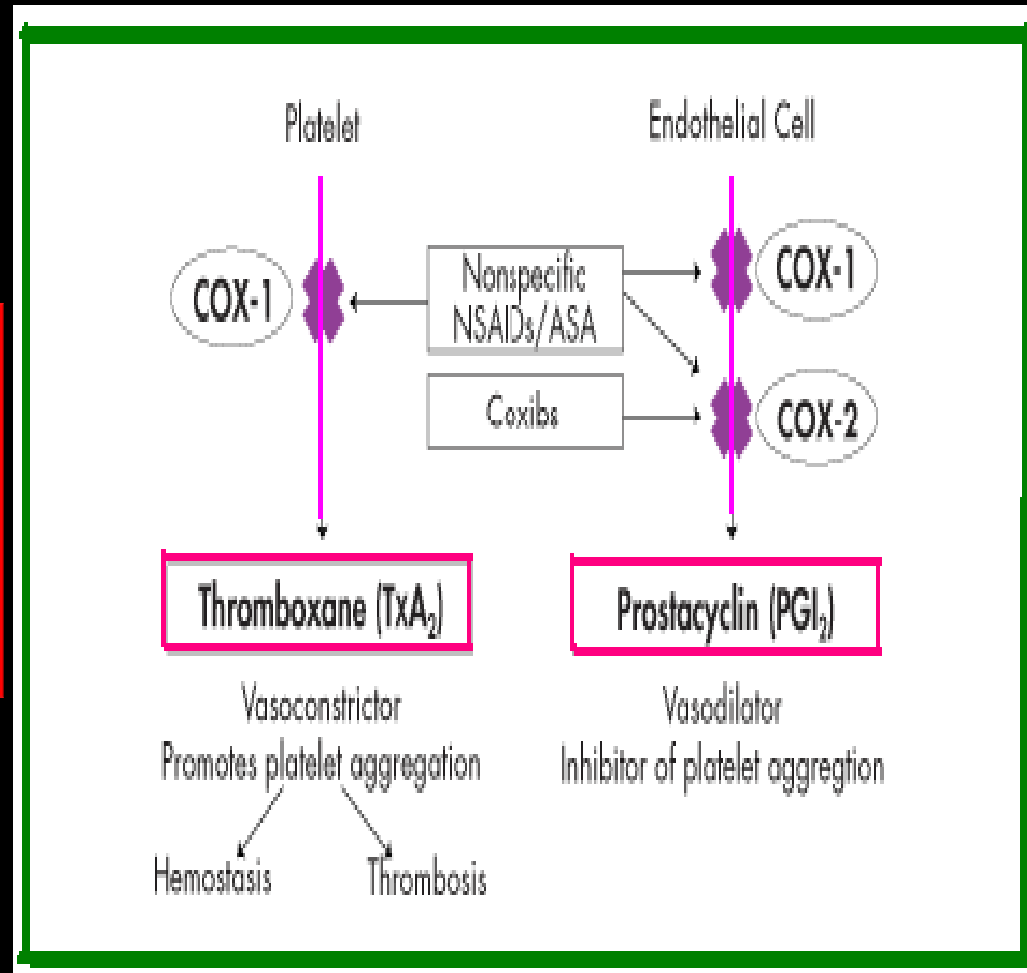 Platelet
Endothelial Cell
COX-1
Nonspecific
NSAIDs/ASA
COX-1
Coxibs
COX-2
Thromboxane (TxA₂)
Prostacyclin (PGI₂)
Vasoconstrictor
Promotes platelet aggregation
Vasodilator
Inhibitor of platelet aggregtion
Hemostasis
Thrombosis